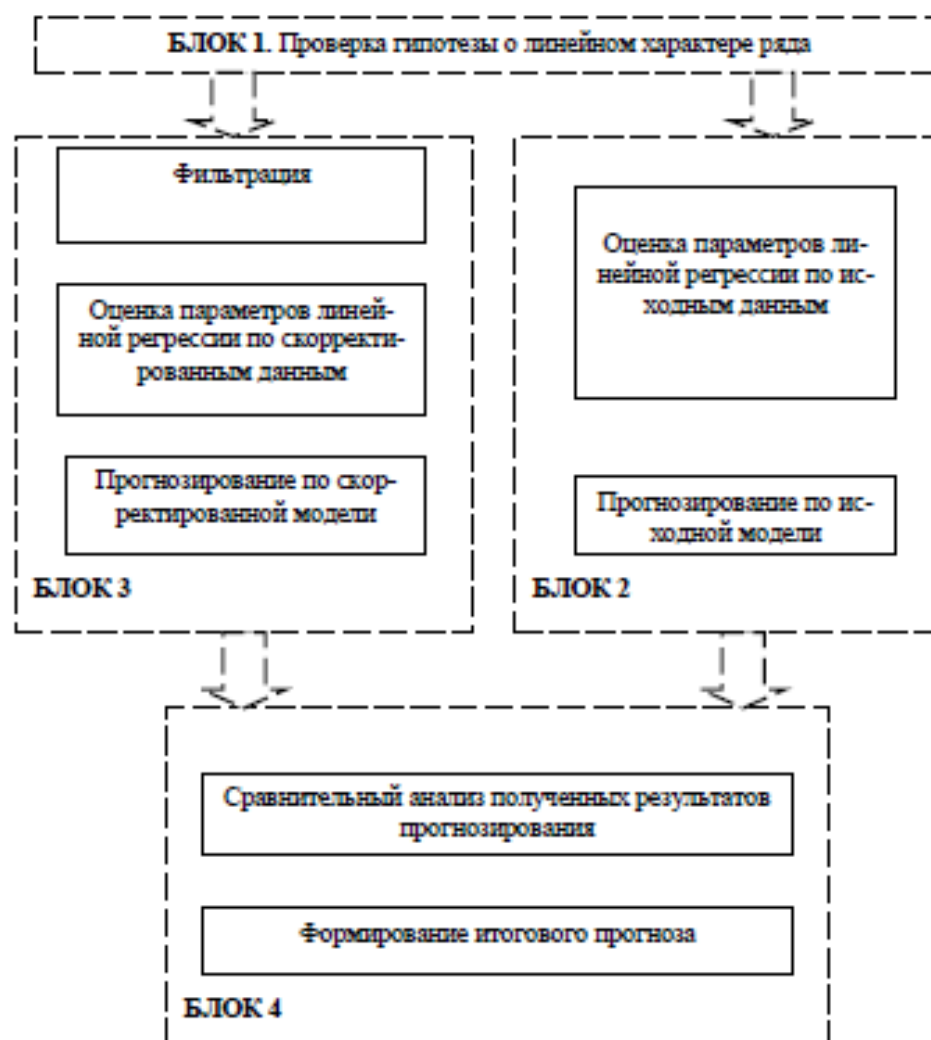 БЛОК 1. Проверка гипотезы о линейном характере ряда
Фильтрация
Оценка параметров линей-
ной регрессии по скорректи-
рованным данным
Прогнозирование по скор-
ректированной модели
БЛОК 3
Оценка параметров ли-
нейной регрессии по ис-
ходным данным
Прогнозирование по ис-
ходной модели
БЛОК 2
Сравнительный анализ полученных результатов
прогнозирования
Формирование итогового прогноза
БЛОК 4